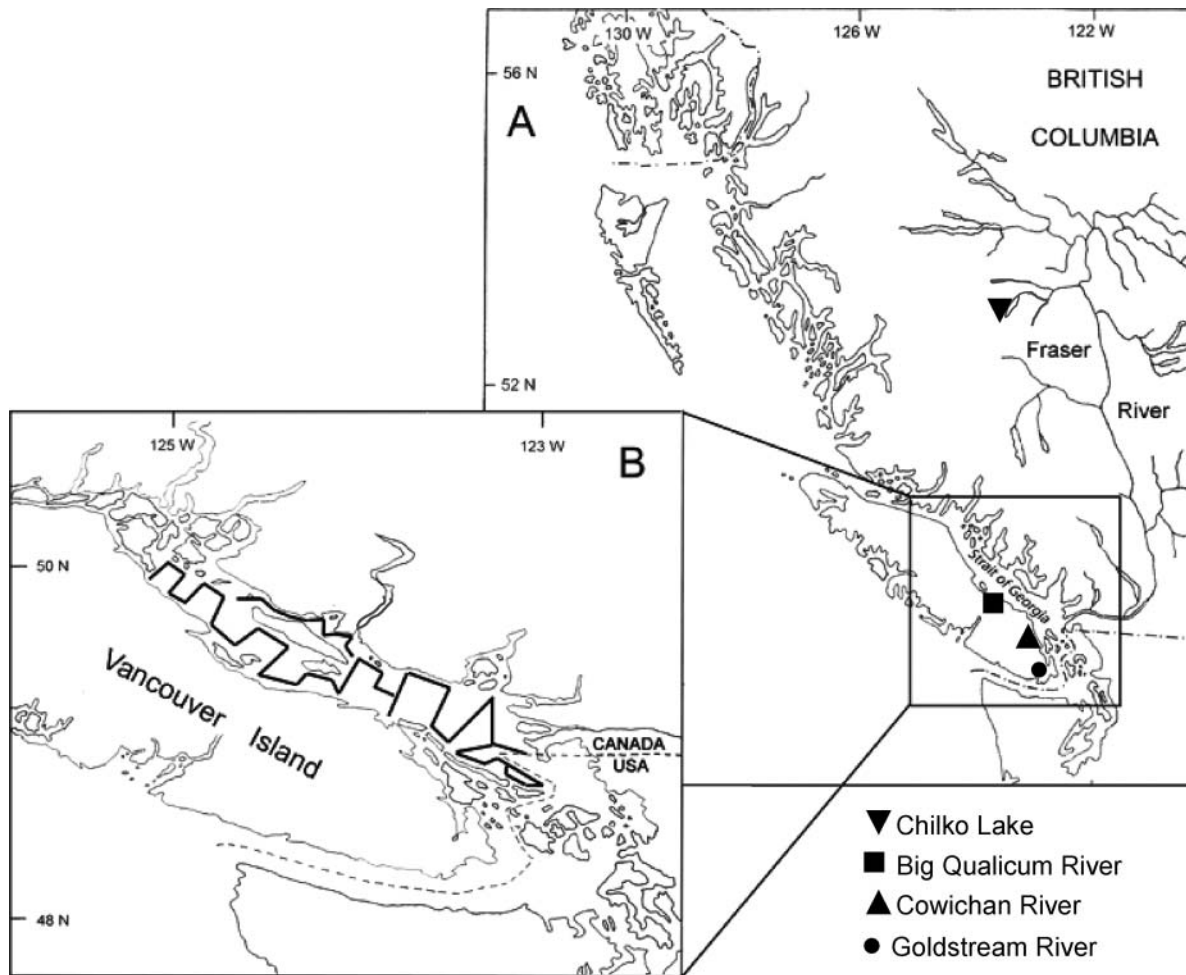 130 W
126 W
122 W
56 N
BRITISH
COLUMBIA
A
52 N
Fraser
River
Strait of Georgia
125 W
123 W
B
50 N
Vancouver Island
CANADA
USA
48 N
Chilko Lake
Big Qualicum River
Cowichan River
Goldstream River